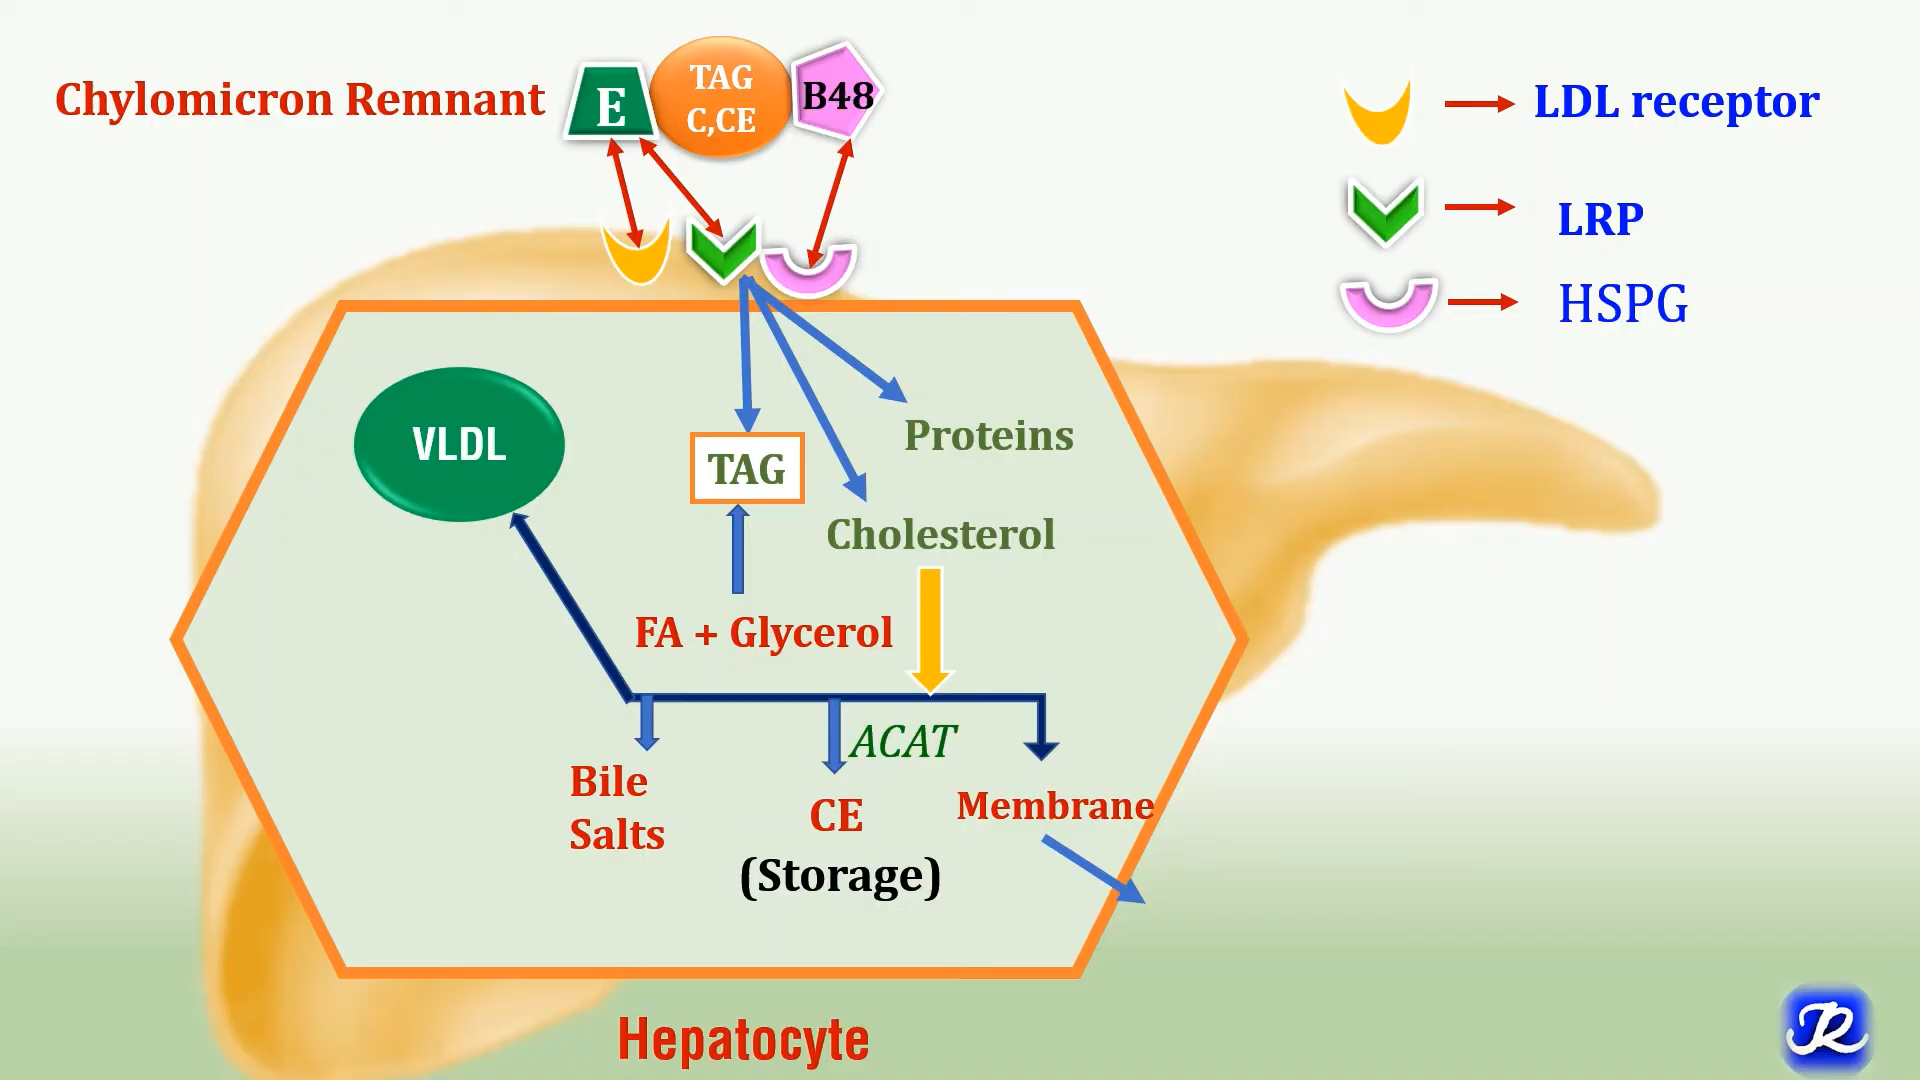 Chylomicron Remnant
E
TAG
C,CE
B48
LDL receptor
LRP
HSPG
VLDL
TAG
Proteins
Cholesterol
FA + Glycerol
ACAT
Bile
Salts
CE
(Storage)
Membrane
Hepatocyte